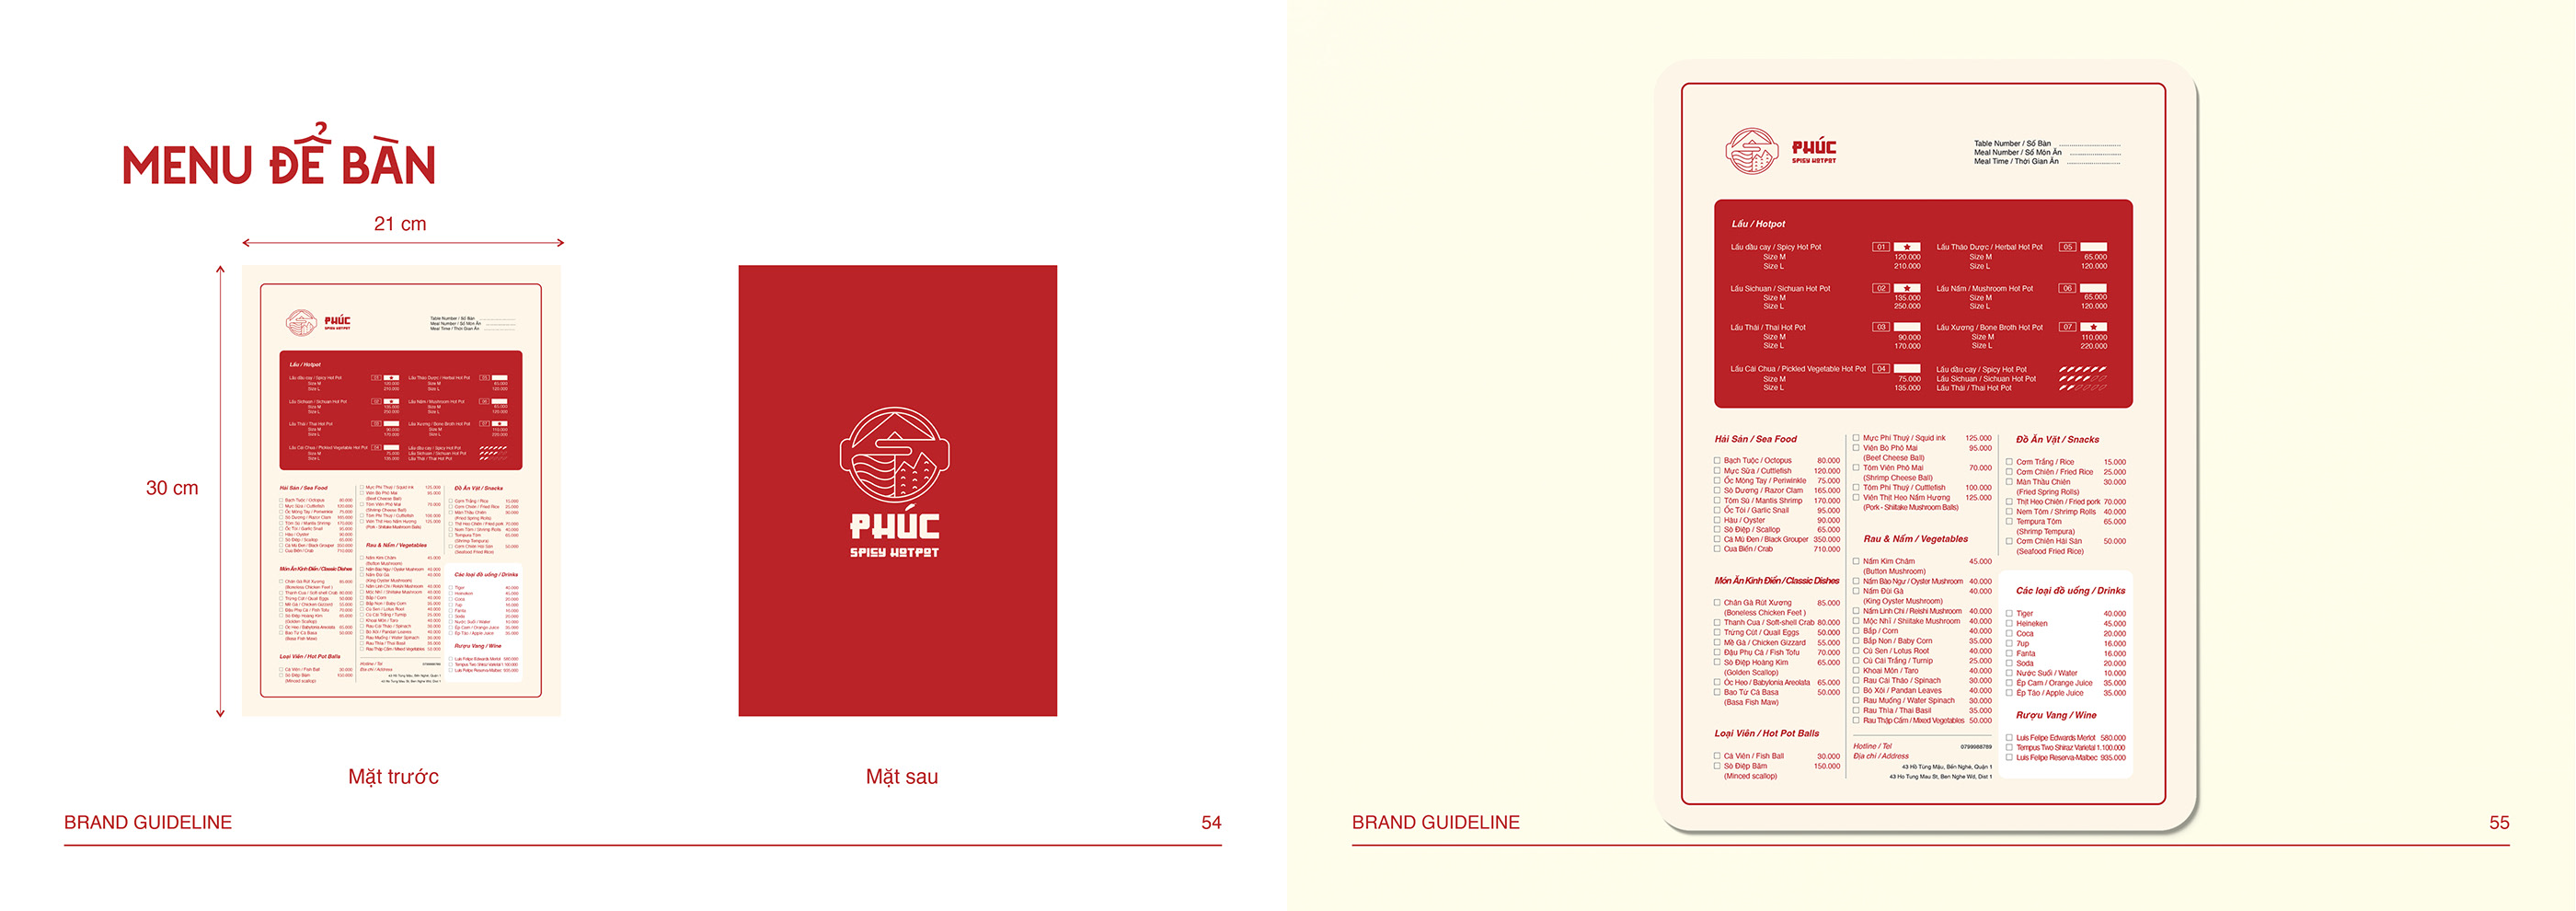 MENU ĐỂ BÀN
21 cm
30 cm
PHÚC
SPICY HOTPOT
Mặt trước
Mặt sau
BRAND GUIDELINE
54
PHÚC
SPICY HOTPOT
Table Number / Số Bàn
Meal Number / Số Món Ăn
Meal Time / Thời Gian Ăn
Lẩu / Hotpot
Lẩu dầu cay / Spicy Hot Pot 01
Size M 120.000
Size L 210.000
Lẩu Sichuan / Sichuan Hot Pot 02
Size M 135.000
Size L 250.000
Lẩu Thái / Thai Hot Pot 03
90.000
Size L 170.000
Lẩu Cải Chua / Pickled Vegetable Hot Pot 04
Size M 75.000
Size L 135.000
Lẩu Thảo Dược / Herbal Hot Pot 05
Size M 65.000
Size L 120.000
Lẩu Nấm / Mushroom Hot Pot 06
Size M 65.000
Size L 120.000
Lẩu Xương / Bone Broth Hot Pot 07
Size M 110.000
Size L 220.000
Lẩu dầu cay / Spicy Hot Pot
Lẩu Sichuan / Sichuan Hot Pot
Lẩu Thái / Thai Hot Pot
Hải Sản / Sea Food
Bạch Tuộc / Octopus 80.000
Mực Sữa / Cuttlefish 120.000
Ốc Móng Tay / Periwinkle 75.000
Sò Dương / Razor Clam 165.000
Tôm Sú / Mantis Shrimp 170.000
Ốc Tỏi / Garlic Snail 95.000
Hàu / Oyster 90.000
Sò Điệp / Scallop 65.000
Cá Mú Đen / Black Grouper 350.000
Cua Biển / Crab 710.000
Món Ăn Kinh Điển / Classic Dishes
Chân Gà Rút Xương 85.000
(Boneless Chicken Feet )
Thanh Cua / Soft-shell Crab 80.000
Trứng Cút / Quail Eggs 50.000
Mề Gà / Chicken Gizzard 55.000
Đậu Phụ Cá / Fish Tofu 70.000
Sò Điệp Hoàng Kim 65.000
(Golden Scallop)
Óc Heo / Babylonia Areolata 65.000
Bao Tử Cá Basa 50.000
(Basa Fish Maw)
Loại Viên / Hot Pot Balls
Cá Viên / Fish Ball 30.000
Sò Điệp Băm 150.000
(Minced scallop)
Mực Phi Thuý / Squid ink 125.000
Viên Bò Phô Mai 95.000
(Beef Cheese Ball)
Tôm Viên Phô Mai 70.000
(Shrimp Cheese Ball)
Tôm Phi Thuý / Cuttlefish 100.000
Viên Thịt Heo Nấm Hương 125.000
(Pork - Shiitake Mushroom Balls)
Rau & Nấm / Vegetables
Nấm Kim Châm 45.000
(Button Mushroom)
Nấm Bào Ngư / Oyster Mushroom 40.000
Nấm Đùi Gà 40.000
(King Oyster Mushroom)
Nấm Linh Chi / Reishi Mushroom 40.000
Mộc Nhĩ / Shiitake Mushroom 40.000
Bắp / Corn 40.000
Bắp Non / Baby Corn 35.000
Củ Sen / Lotus Root 40.000
Củ Cải Trắng / Turnip 25.000
Khoai Môn / Taro 40.000
Rau Cải Thảo / Spinach 30.000
Bó Xôi / Pandan Leaves 40.000
Rau Muống / Water Spinach 30.000
Rau Thìa / Thai Basil 35.000
Rau Thập Cẩm / Mixed Vegetables 50.000
Hotline / Tel 0799988789
Địa chỉ / Address
43 Hồ Tùng Mậu, Bến Nghé, Quận 1
43 Ho Tung Mau St, Ben Nghe Wd, Dist 1
Đồ Ăn Vặt / Snacks
Cơm Trắng / Rice 15.000
Cơm Chiên / Fried Rice 25.000
Màn Thầu Chiên 30.000
(Fried Spring Rolls)
Thịt Heo Chiên / Fried pork 70.000
Nem Tôm / Shrimp Rolls 40.000
Tempura Tôm 65.000
(Shrimp Tempura)
Cơm Chiên Hải Sản 50.000
(Seafood Fried Rice)
Các loại đồ uống / Drinks
Tiger 40.000
Heineken 45.000
Coca 20.000
7up 16.000
Fanta 16.000
Soda 20.000
Nước Suối / Water 10.000
Ép Cam / Orange Juice 35.000
Ép Táo / Apple Juice 35.000
Rượu Vang / Wine
Luis Felipe Edwards Merlot 580.000
Tempus Two Shiraz Varietal 1.100.000
Luis Felipe Reserva-Malbec 935.000
BRAND GUIDELINE
55